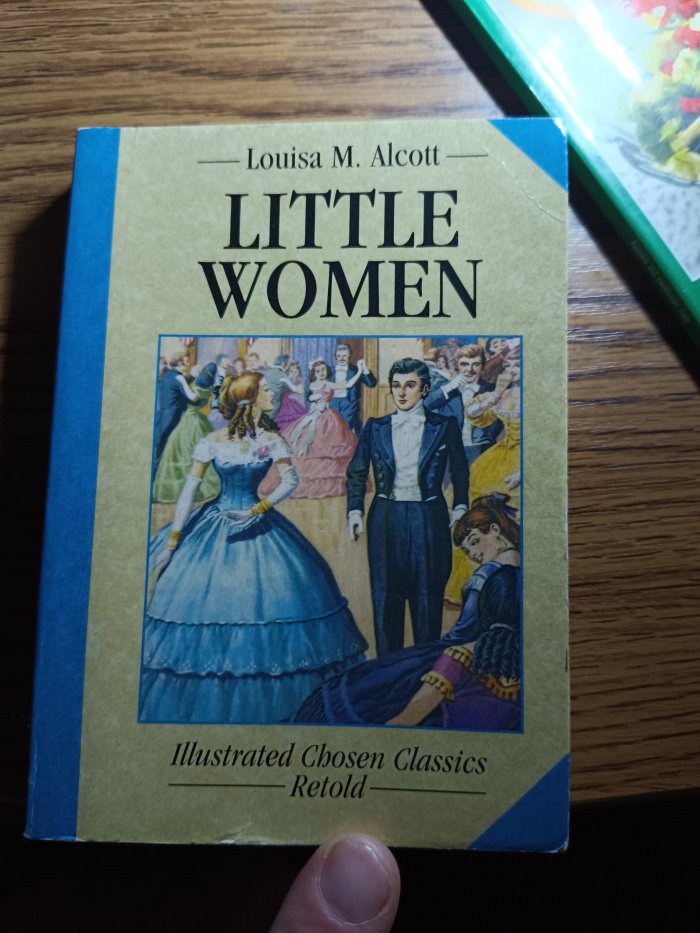 Louisa M. Alcott
LITTLE
WOMEN
Illustrated Chosen Classics
Retold